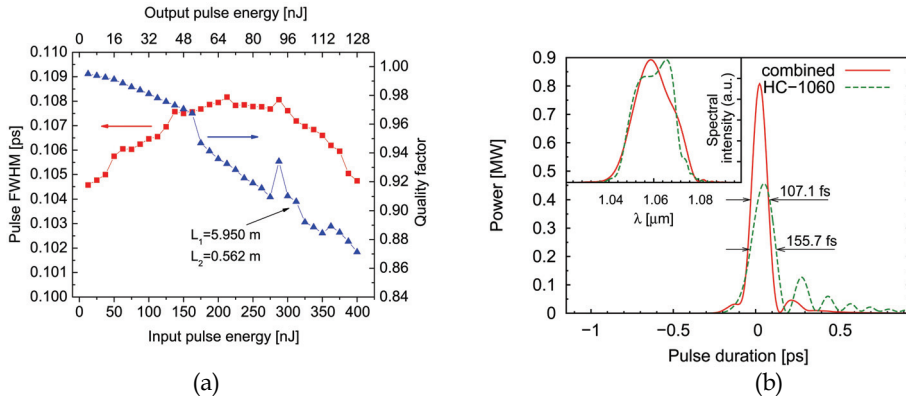 Output pulse energy [nJ]
0 16 32 48 64 80 96 112 128
0.110
0.109
0.108
0.107
0.106
0.105
0.104
0.103
0.102
0.101
0.100
Pulse FWHM [ps]
1.00
0.98
0.96
0.94
0.92
0.90
0.88
0.86
0.84
Quality factor
L₁=5.950 m
L₂=0.562 m
0 50 100 150 200 250 300 350 400
Input pulse energy [nJ]
(a)
0.9
0.8
0.7
0.6
0.5
0.4
0.3
0.2
0.1
0
Power [MW]
combined
HC−1060
Spectral
intensity (a.u.)
1.04 1.06 1.08
λ [μm]
107.1 fs
155.7 fs
−1 −0.5 0 0.5
Pulse duration [ps]
(b)